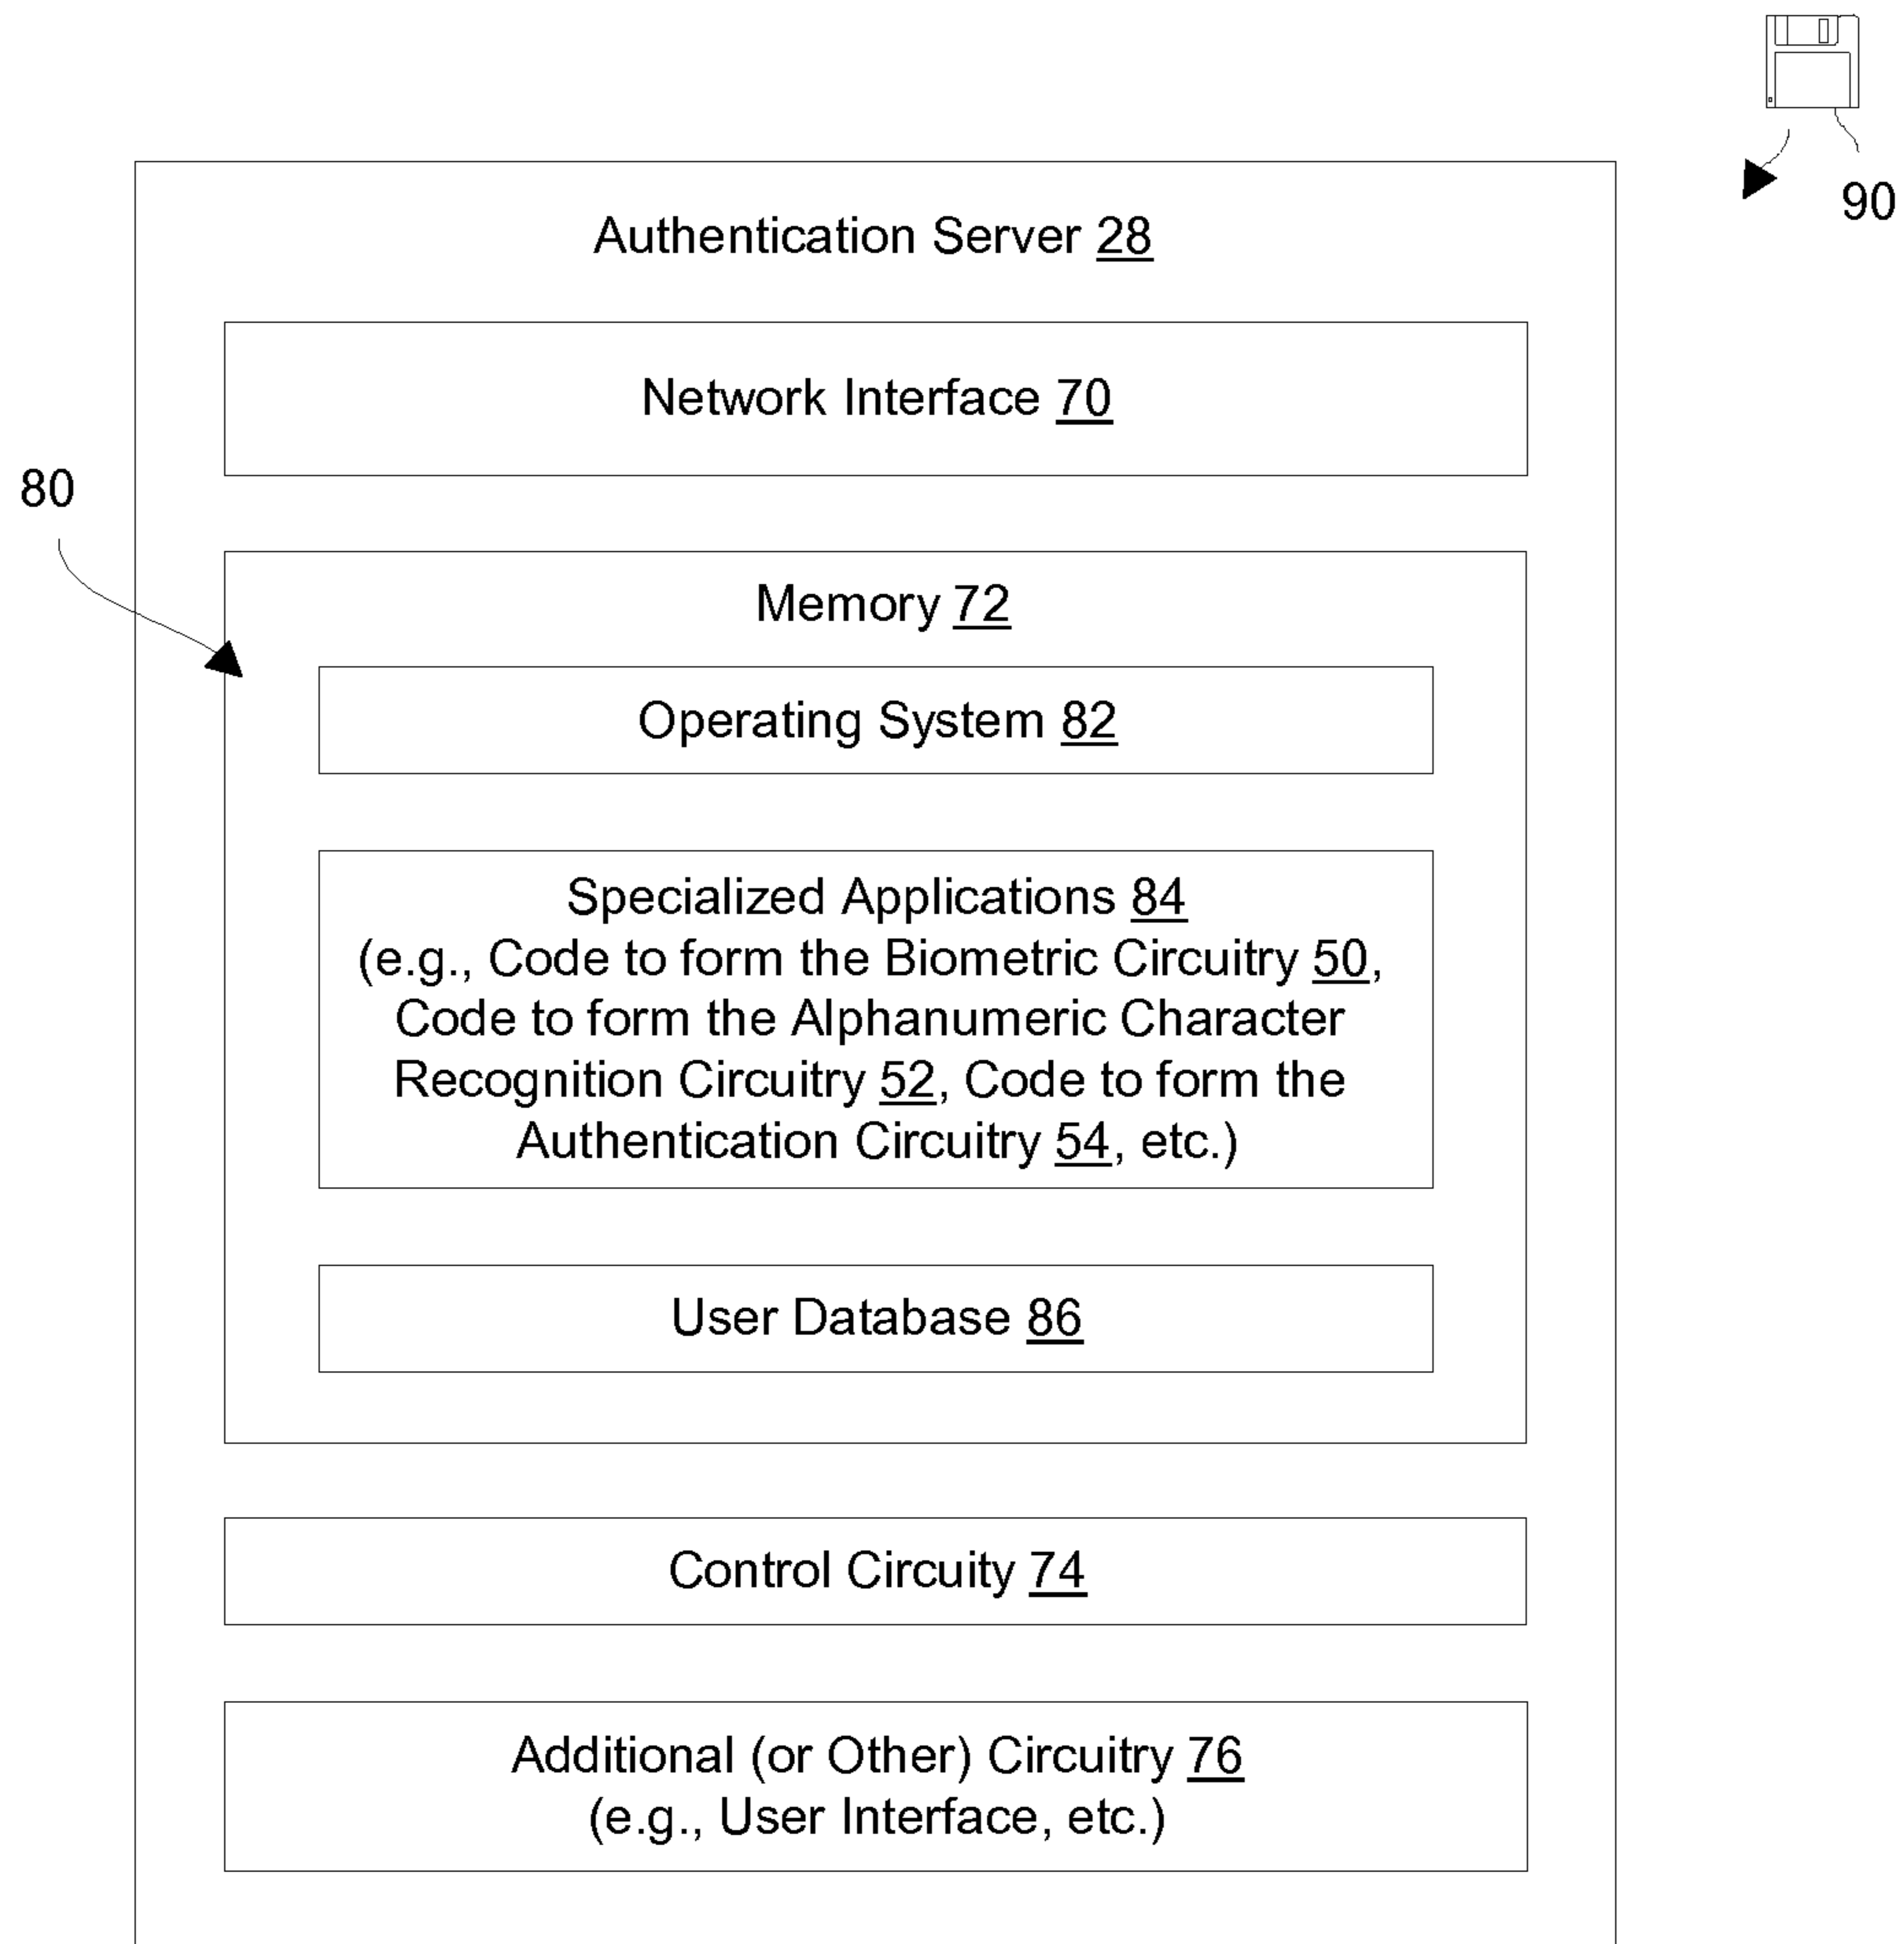 90
Authentication Server 28
Network Interface 70
80
Memory 72
Operating System 82
Specialized Applications 84
(e.g., Code to form the Biometric Circuitry 50,
Code to form the Alphanumeric Character
Recognition Circuitry 52, Code to form the
Authentication Circuitry 54, etc.)
User Database 86
Control Circuity 74
Additional (or Other) Circuitry 76
(e.g., User Interface, etc.)